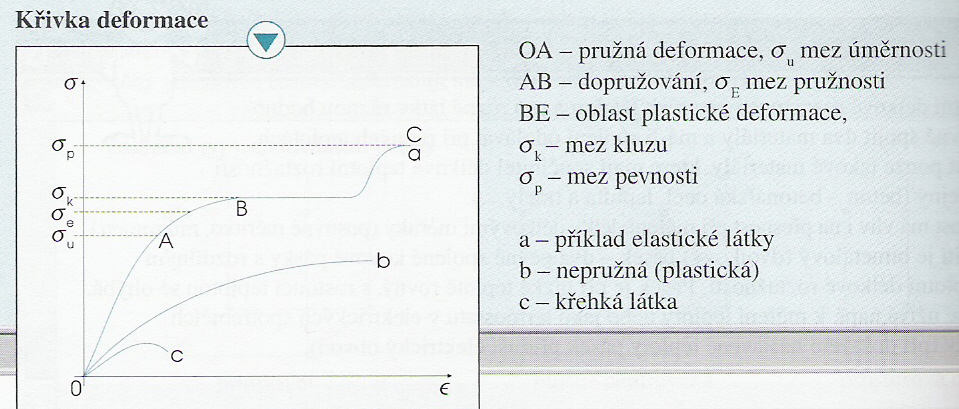 Křivka deformace
σ
σp
σk
σe
σu
A
B
C
a
b
c
0
ϵ
OA – pružná deformace, σu mez úměrnosti
AB – dopružování, σE mez pružnosti
BE – oblast plastické deformace,
σk – mez kluzu
σp – mez pevnosti
a – příklad elastické látky
b – nepružná (plastická)
c – křehká látka